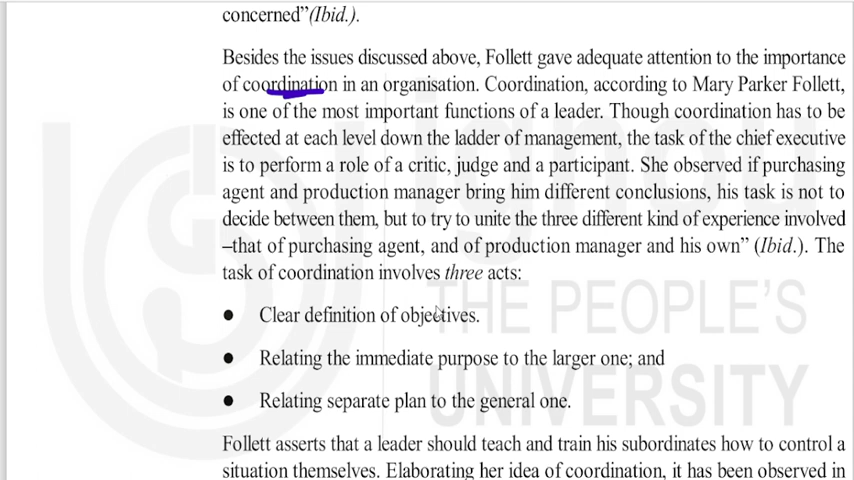 concerned”(Ibid.).
Besides the issues discussed above, Follett gave adequate attention to the importance
of coordination in an organisation. Coordination, according to Mary Parker Follett,
is one of the most important functions of a leader. Though coordination has to be
effected at each level down the ladder of management, the task of the chief executive
is to perform a role of a critic, judge and a participant. She observed if purchasing
agent and production manager bring him different conclusions, his task is not to
decide between them, but to try to unite the three different kind of experience involved
–that of purchasing agent, and of production manager and his own” (Ibid.). The
task of coordination involves three acts:
● Clear definition of objectives.
● Relating the immediate purpose to the larger one; and
● Relating separate plan to the general one.
Follett asserts that a leader should teach and train his subordinates how to control a
situation themselves. Elaborating her idea of coordination, it has been observed in
THE PEOPLE'S
UNIVERSITY